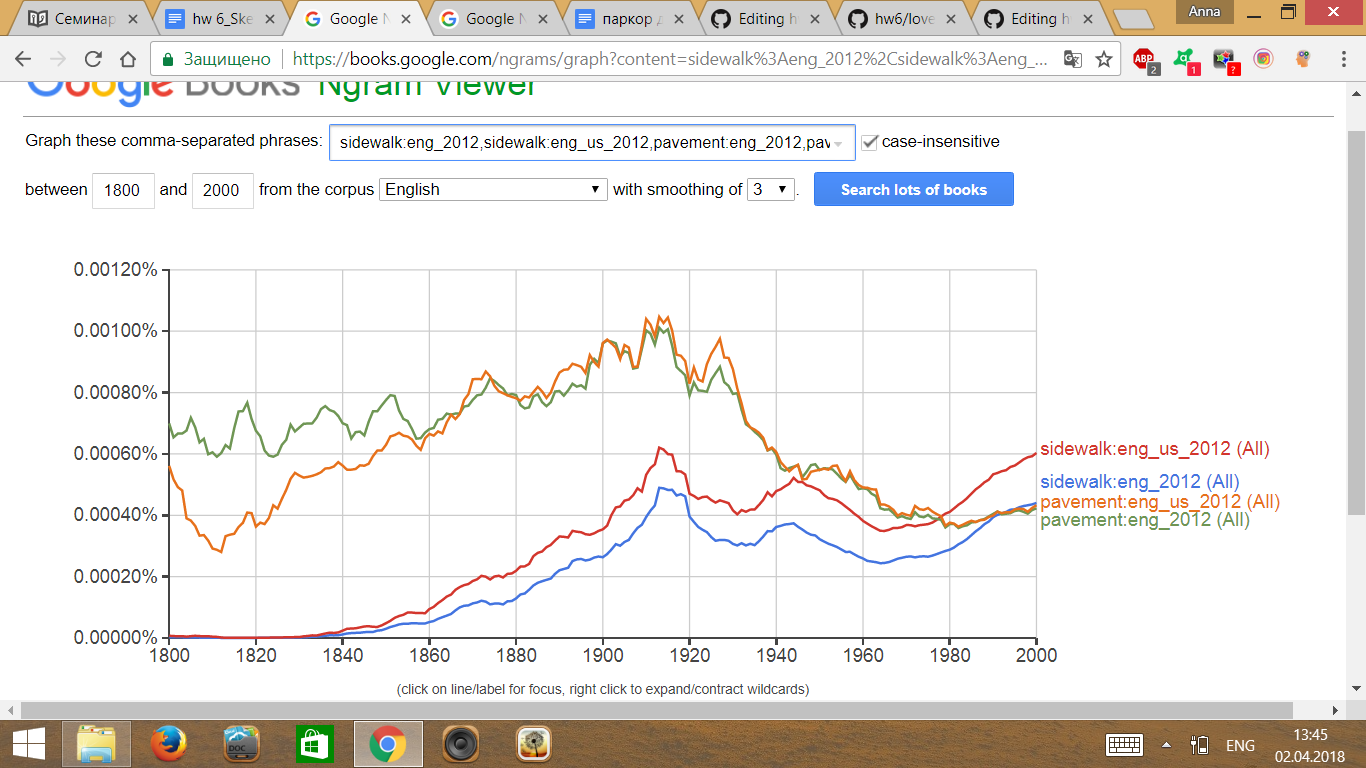 Семинар
hw 6_Ske
Google N
Google N
паркор д
Editing h
hw6/love
Editing h
Anna
Защищено
https://books.google.com/ngrams/graph?content=sidewalk%3Aeng_2012%2Csidewalk%3Aeng_...
ABP
2
1
?
Google Books Ngram Viewer
Graph these comma-separated phrases: sidewalk:eng_2012,sidewalk:eng_us_2012,pavement:eng_2012,pav case-insensitive
between 1800 and 2000 from the corpus English with smoothing of 3 . Search lots of books
0.00120%
0.00100%
0.00080%
0.00060%
0.00040%
0.00020%
0.00000%
sidewalk:eng_us_2012 (All)
sidewalk:eng_2012 (All)
pavement:eng_us_2012 (All)
pavement:eng_2012 (All)
1800 1820 1840 1860 1880 1900 1920 1940 1960 1980 2000
(click on line/label for focus, right click to expand/contract wildcards)
DOC
ENG
13:45
02.04.2018